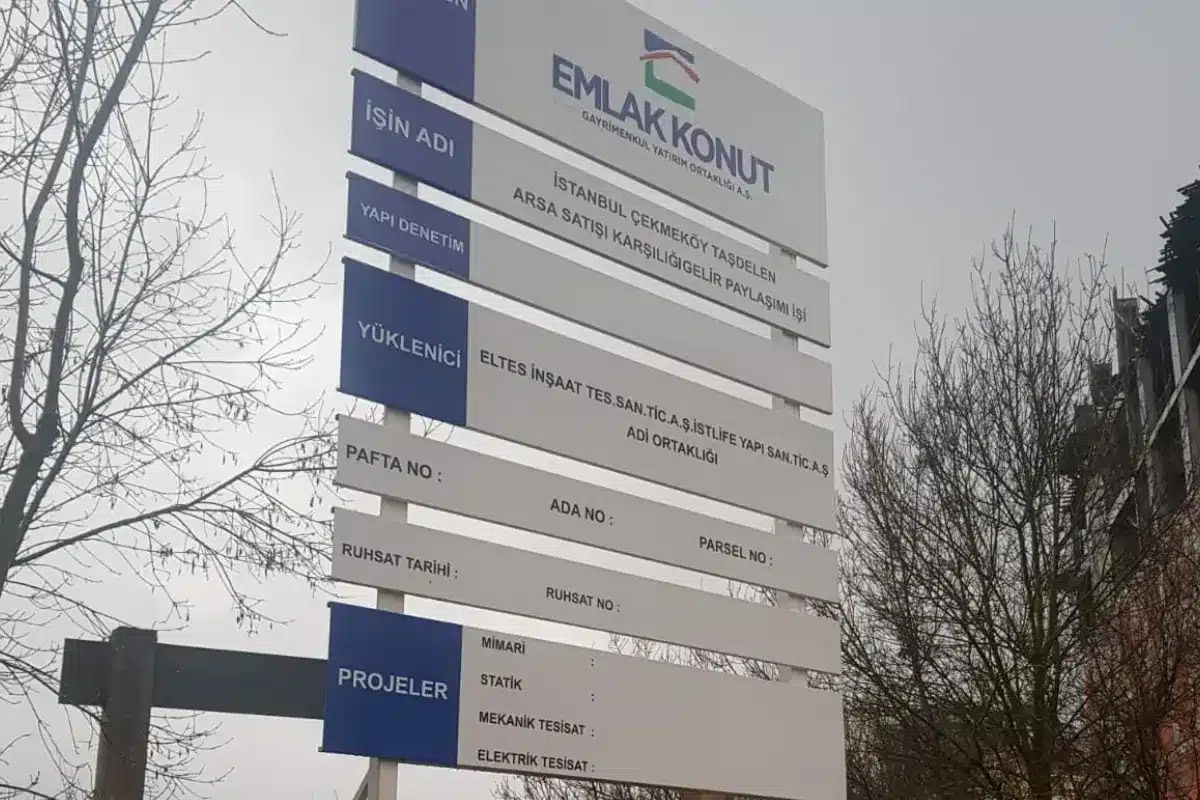 EMLAK KONUT
GAYRİMENKUL YATIRIM ORTAKLIĞI A.Ş.
İŞİN ADI
İSTANBUL ÇEKMEKÖY TAŞDELEN
ARSA SATIŞI KARŞILIĞIGELİR PAYLAŞIMI İŞİ
YAPI DENETİM
YÜKLENİCİ
ELTES İNŞAAT TES.SAN.TİC.A.Ş.İSTLİFE YAPI SAN.TİC.A.Ş
ADİ ORTAKLIĞI
PAFTA NO : ADA NO : PARSEL NO :
RUHSAT TARİHİ : RUHSAT NO :
PROJELER
MİMARİ :
STATİK :
MEKANİK TESİSAT :
ELEKTRİK TESİSAT :